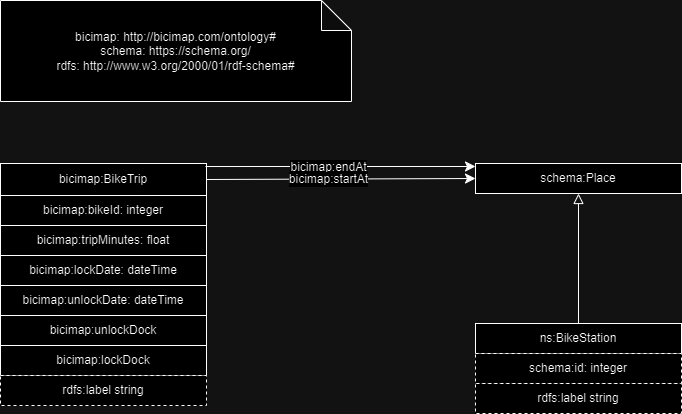 bicimap: http://bicimap.com/ontology#
schema: https://schema.org/
rdfs: http://www.w3.org/2000/01/rdf-schema#
bicimap:endAt
bicimap:startAt
bicimap:BikeTrip
bicimap:bikeId: integer
bicimap:tripMinutes: float
bicimap:lockDate: dateTime
bicimap:unlockDate: dateTime
bicimap:unlockDock
bicimap:lockDock
rdfs:label string
schema:Place
ns:BikeStation
schema:id: integer
rdfs:label string